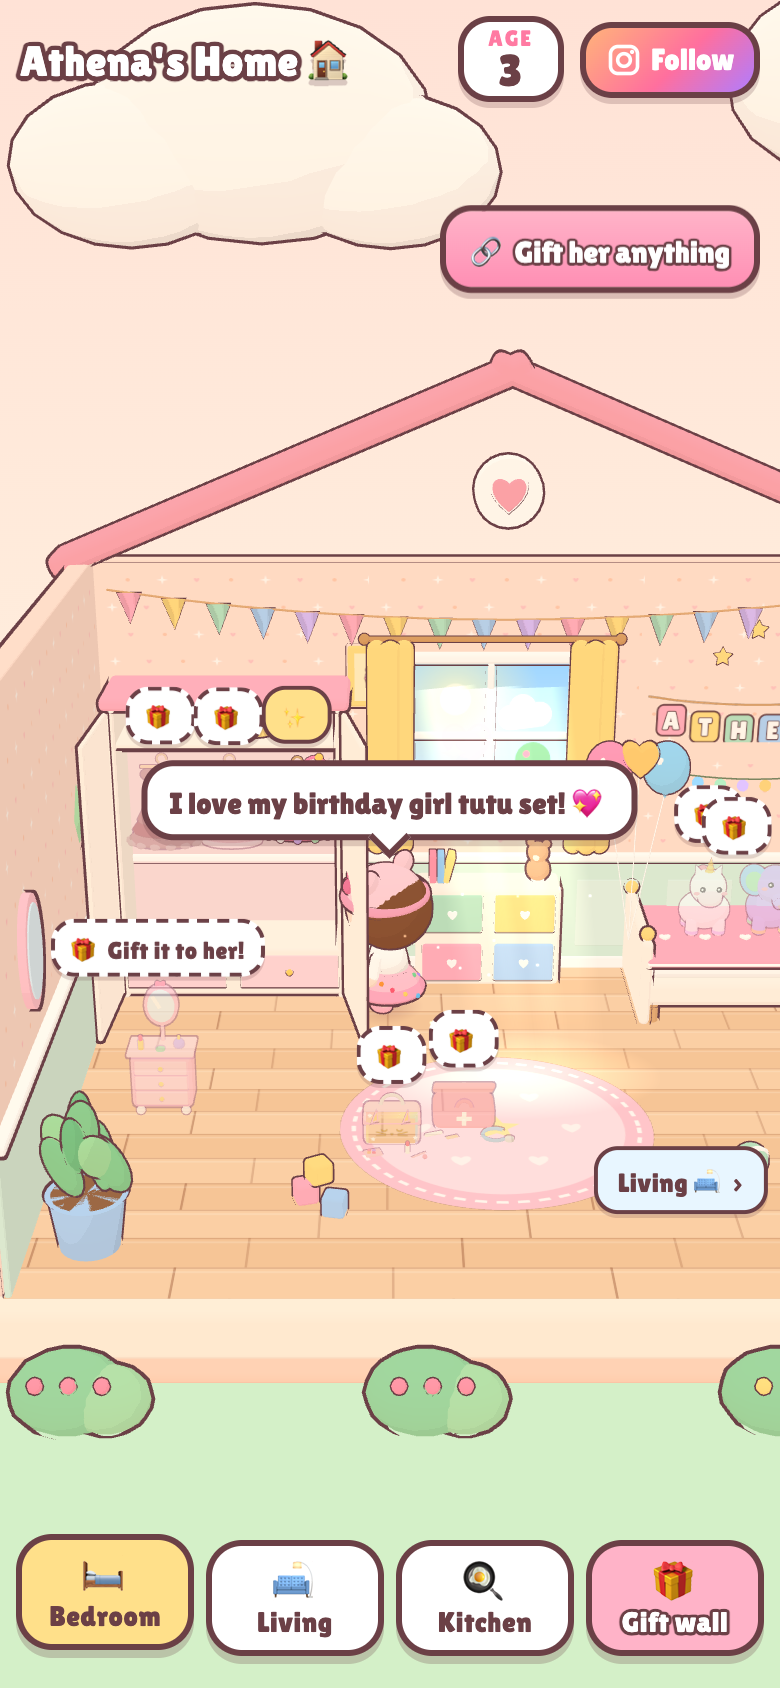 Athena's Home
AGE
3
Follow
Gift her anything
A T H E
I love my birthday girl tutu set!
Gift it to her!
Living ›
Bedroom
Living
Kitchen
Gift wall